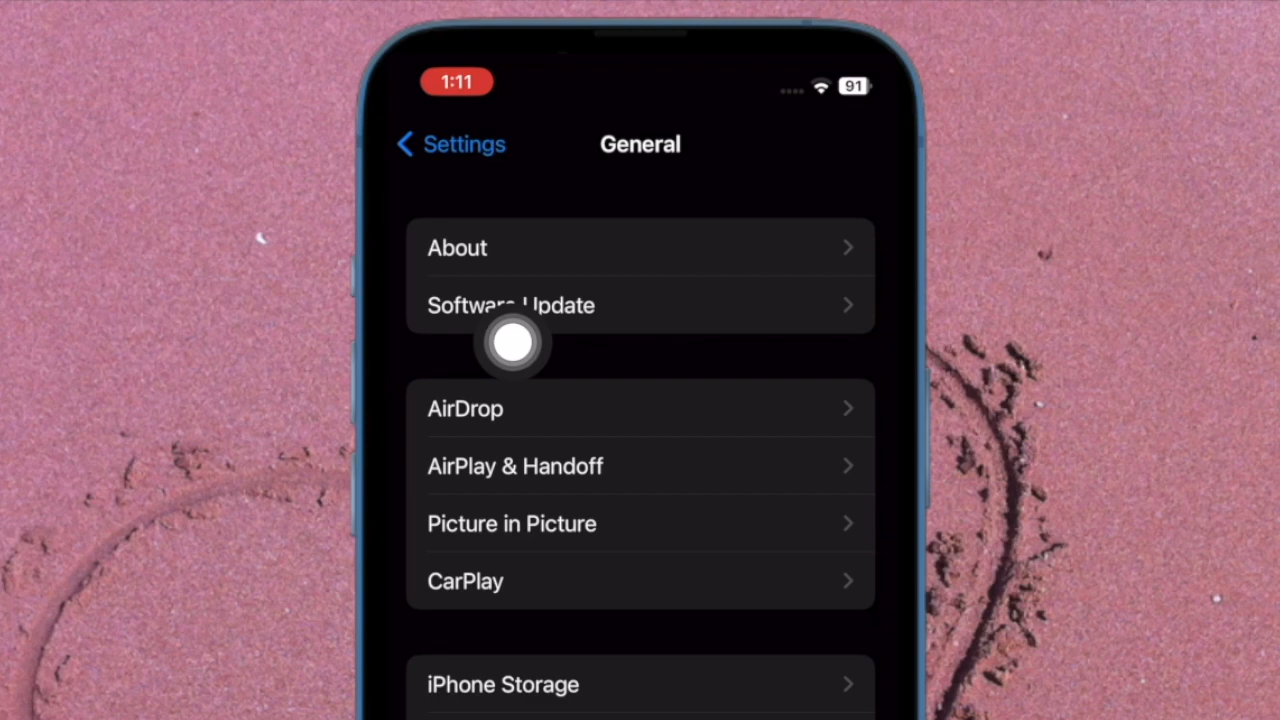 1:11
91
Settings
General
About
Software Update
AirDrop
AirPlay & Handoff
Picture in Picture
CarPlay
iPhone Storage